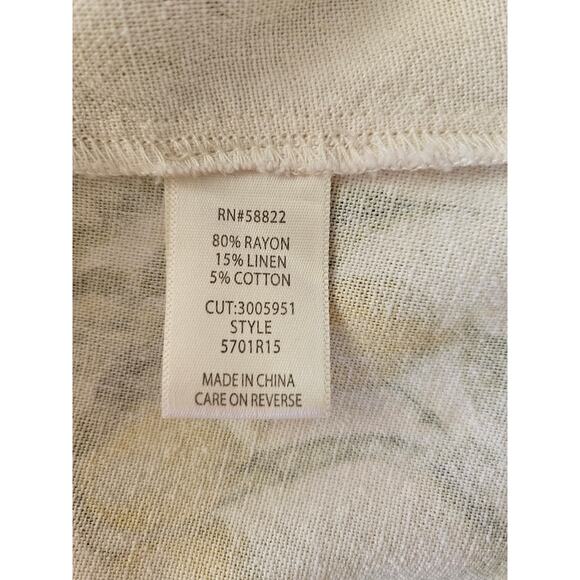 RN#58822
80% RAYON
15% LINEN
5% COTTON
CUT:3005951
STYLE
5701R15
MADE IN CHINA
CARE ON REVERSE